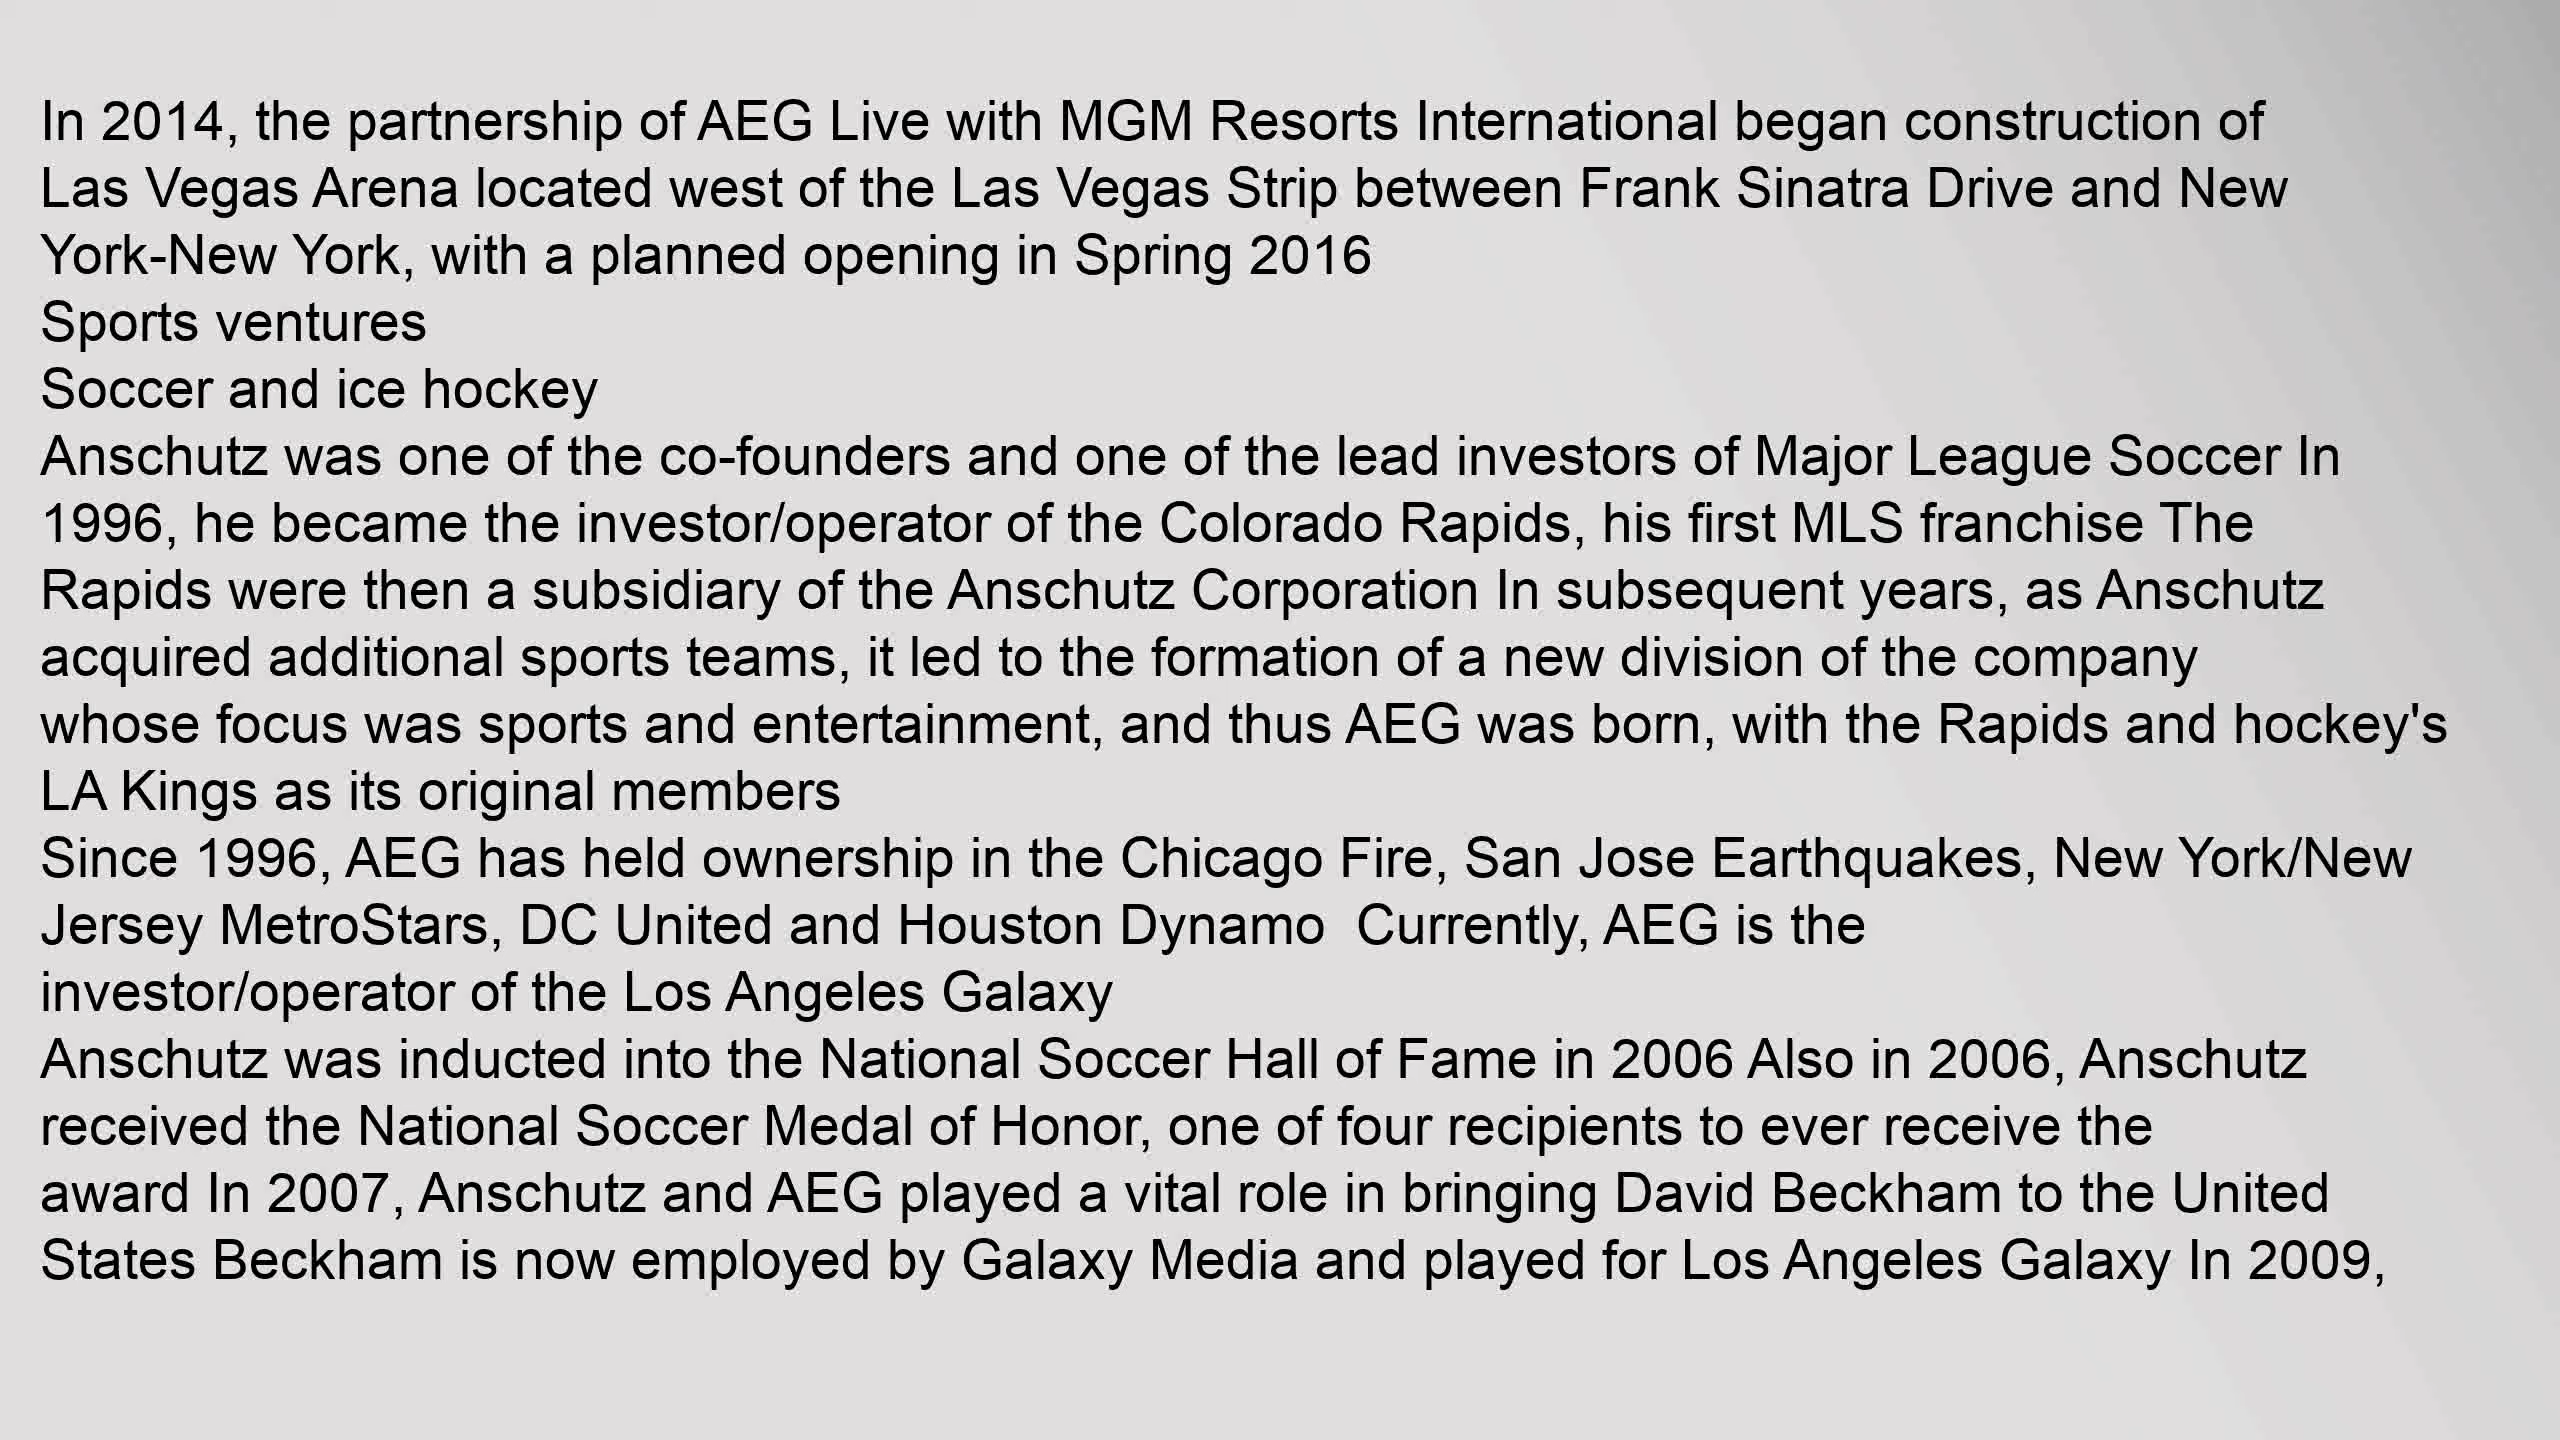 In 2014, the partnership of AEG Live with MGM Resorts International began construction of
Las Vegas Arena located west of the Las Vegas Strip between Frank Sinatra Drive and New
York-New York, with a planned opening in Spring 2016
Sports ventures
Soccer and ice hockey
Anschutz was one of the co-founders and one of the lead investors of Major League Soccer In
1996, he became the investor/operator of the Colorado Rapids, his first MLS franchise The
Rapids were then a subsidiary of the Anschutz Corporation In subsequent years, as Anschutz
acquired additional sports teams, it led to the formation of a new division of the company
whose focus was sports and entertainment, and thus AEG was born, with the Rapids and hockey's
LA Kings as its original members
Since 1996, AEG has held ownership in the Chicago Fire, San Jose Earthquakes, New York/New
Jersey MetroStars, DC United and Houston Dynamo  Currently, AEG is the
investor/operator of the Los Angeles Galaxy
Anschutz was inducted into the National Soccer Hall of Fame in 2006 Also in 2006, Anschutz
received the National Soccer Medal of Honor, one of four recipients to ever receive the
award In 2007, Anschutz and AEG played a vital role in bringing David Beckham to the United
States Beckham is now employed by Galaxy Media and played for Los Angeles Galaxy In 2009,